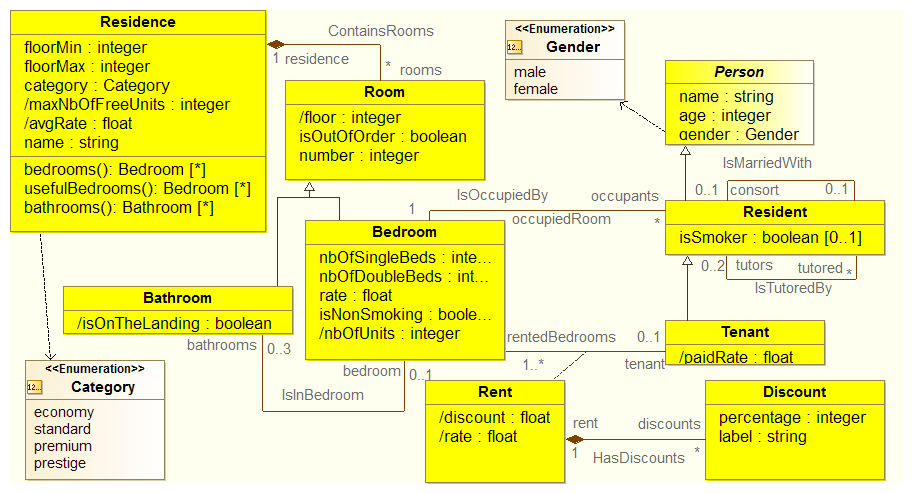 Residence
floorMin : integer
floorMax : integer
category : Category
/maxNbOfFreeUnits : integer
/avgRate : float
name : string
bedrooms(): Bedroom [*]
usefulBedrooms(): Bedroom [*]
bathrooms(): Bathroom [*]
ContainsRooms
1 residence
* rooms
Room
/floor : integer
isOutOfOrder : boolean
number : integer
<<Enumeration>>
12...
Gender
male
female
Person
name : string
age : integer
gender : Gender
IsMarriedWith
0..1 consort 0..1
IsOccupiedBy occupants
1 occupiedRoom *
Resident
isSmoker : boolean [0..1]
0..2 tutors tutored *
IsTutoredBy
Bedroom
nbOfSingleBeds : inte...
nbOfDoubleBeds : int...
rate : float
isNonSmoking : boole...
/nbOfUnits : integer
Bathroom
/isOnTheLanding : boolean
bathrooms 0..3
bedroom 0..1
IsInBedroom
rentedBedrooms 0..1
1..* tenant
Tenant
/paidRate : float
<<Enumeration>>
12...
Category
economy
standard
premium
prestige
Rent
/discount : float
/rate : float
rent discounts
1 HasDiscounts *
Discount
percentage : integer
label : string